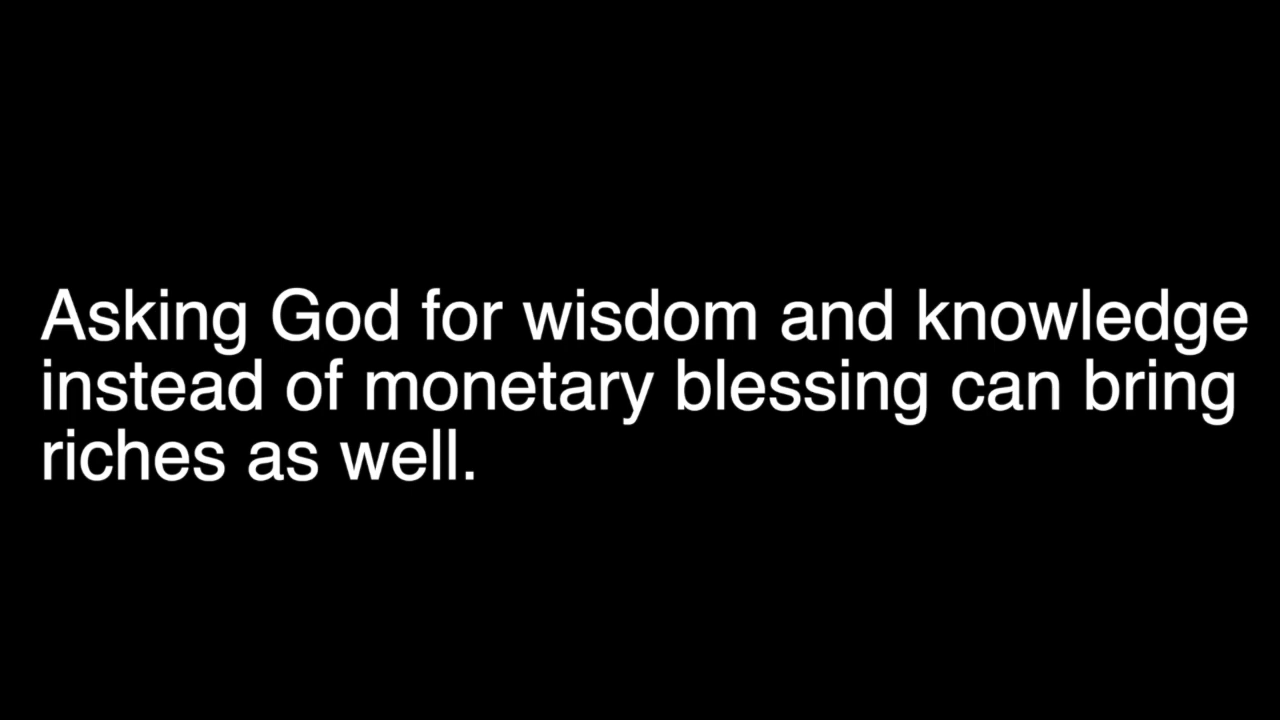 Asking God for wisdom and knowledge
instead of monetary blessing can bring
riches as well.